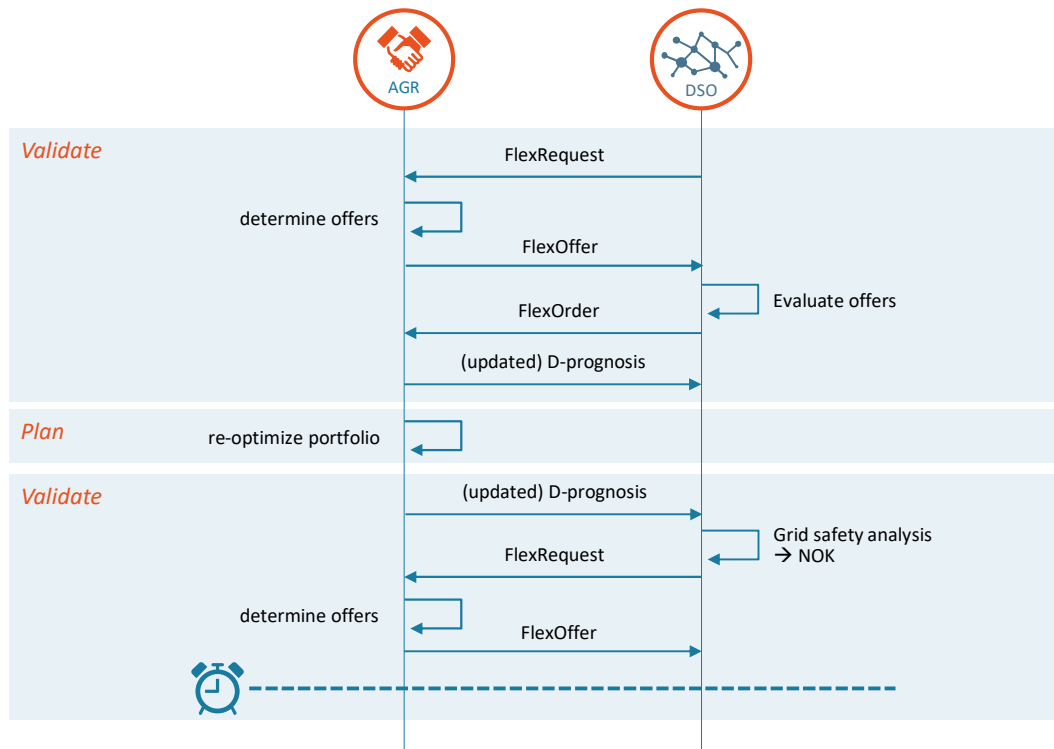 AGR
DSO
Validate
FlexRequest
determine offers
FlexOffer
Evaluate offers
FlexOrder
(updated) D-prognosis
Plan
re-optimize portfolio
Validate
(updated) D-prognosis
Grid safety analysis
→ NOK
FlexRequest
determine offers
FlexOffer